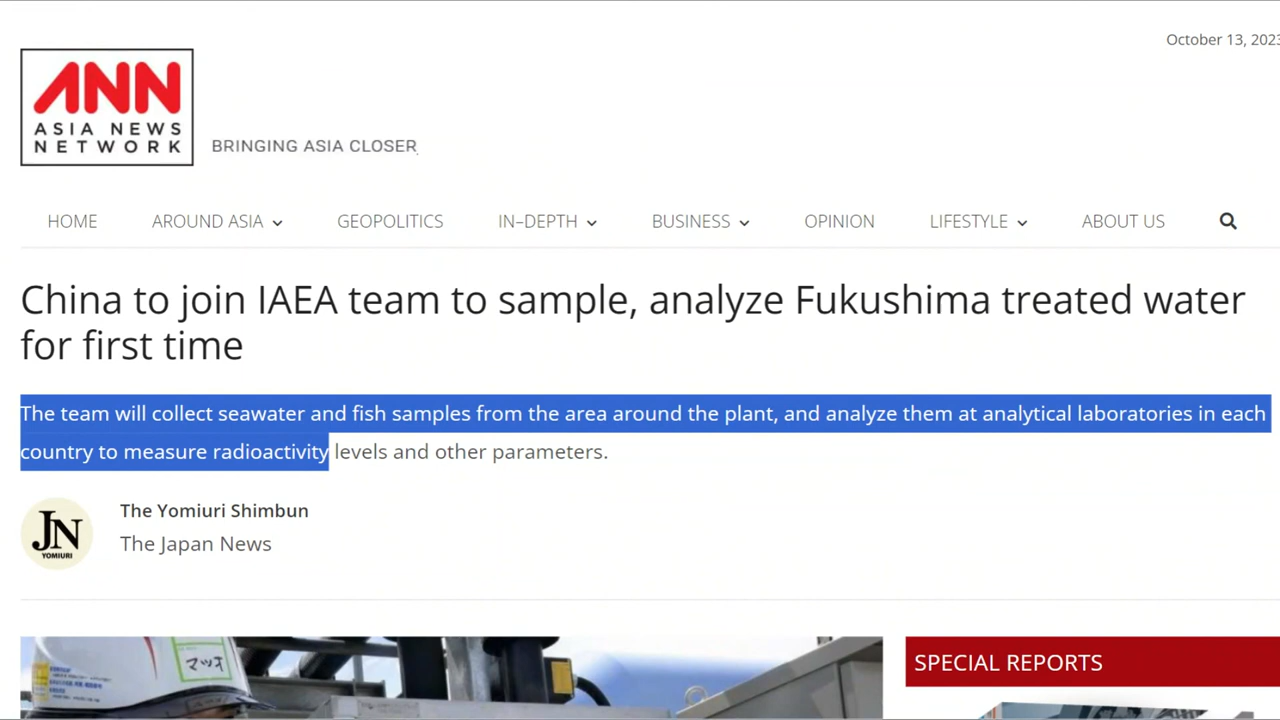 October 13, 2023
ANN
ASIA NEWS
NETWORK
BRINGING ASIA CLOSER
HOME AROUND ASIA GEOPOLITICS IN–DEPTH BUSINESS OPINION LIFESTYLE ABOUT US
China to join IAEA team to sample, analyze Fukushima treated water
for first time
The team will collect seawater and fish samples from the area around the plant, and analyze them at analytical laboratories in each
country to measure radioactivity levels and other parameters.
JN
YOMIURI
The Yomiuri Shimbun
The Japan News
SPECIAL REPORTS